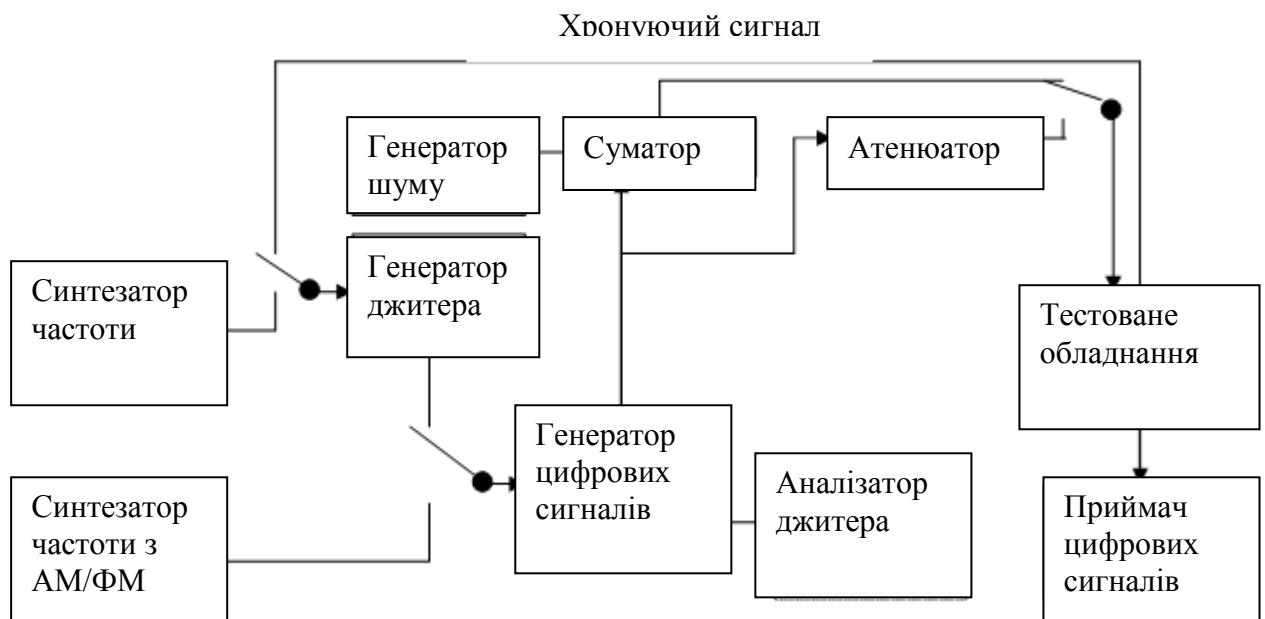 Хронуючий сигнал
Генератор
шуму
Суматор
Атенюатор
Генератор
джитера
Синтезатор
частоти
Тестоване
обладнання
Генератор
цифрових
сигналів
Аналізатор
джитера
Синтезатор
частоти з
АМ/ФМ
Приймач
цифрових
сигналів